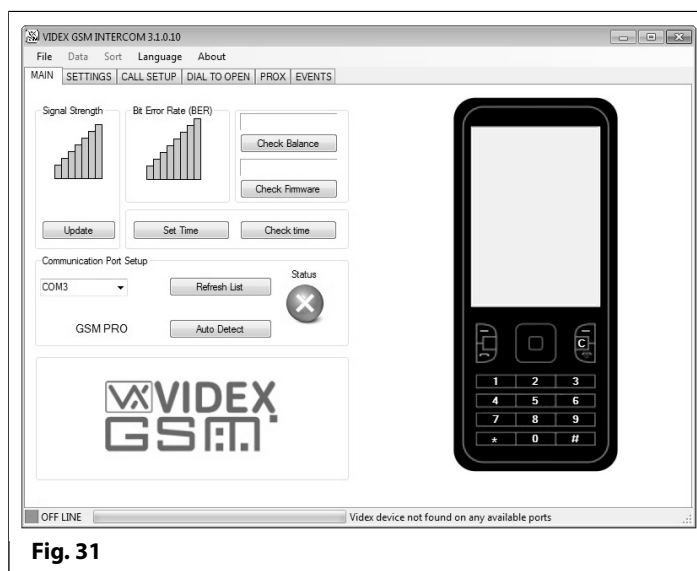 VIDEX GSM INTERCOM 3.1.0.10
File Data Sort Language About
MAIN SETTINGS CALL SETUP DIAL TO OPEN PROX EVENTS
Signal Strength
Bit Error Rate (BER)
Check Balance
Check Firmware
Update
Set Time
Check time
Communication Port Setup
COM3
Refresh List
Status
GSM PRO
Auto Detect
VIDEX
GSM
C
1 2 3
4 5 6
7 8 9
* 0 #
OFF LINE
Videx device not found on any available ports
Fig. 31